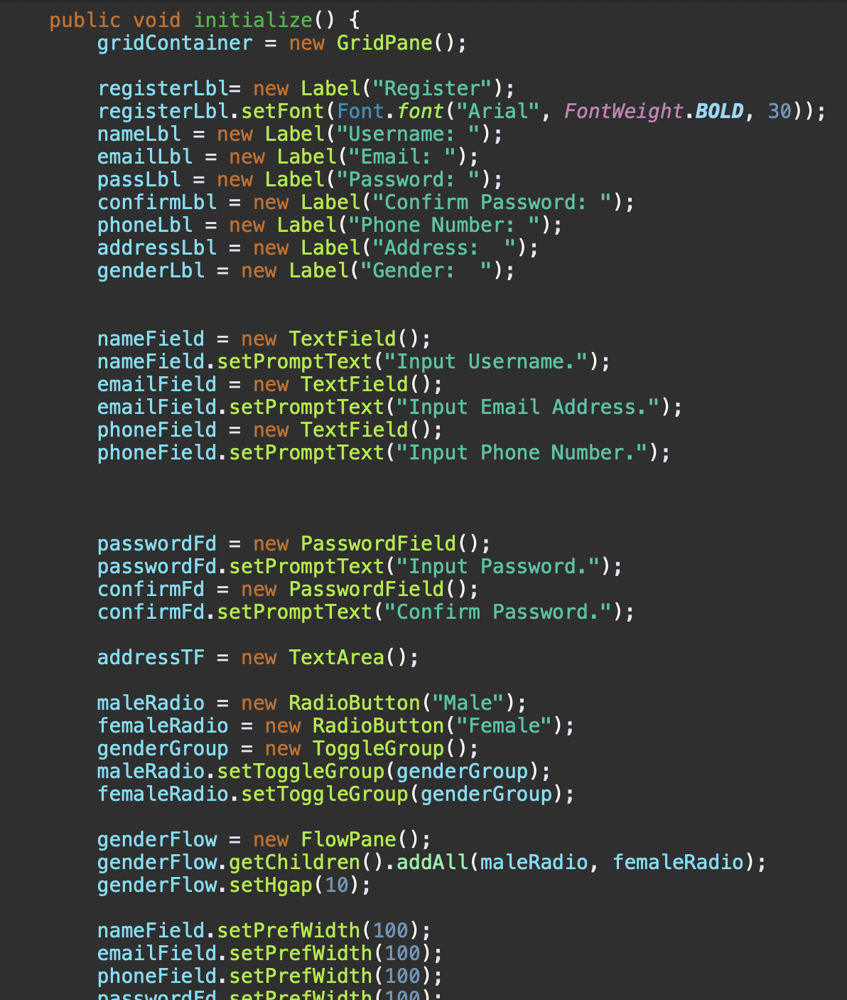 public void initialize() {
gridContainer = new GridPane();
registerLbl= new Label("Register");
registerLbl.setFont(Font.font("Arial", FontWeight.BOLD, 30));
nameLbl = new Label("Username: ");
emailLbl = new Label("Email: ");
passLbl = new Label("Password: ");
confirmLbl = new Label("Confirm Password: ");
phoneLbl = new Label("Phone Number: ");
addressLbl = new Label("Address:  ");
genderLbl = new Label("Gender:  ");
nameField = new TextField();
nameField.setPromptText("Input Username.");
emailField = new TextField();
emailField.setPromptText("Input Email Address.");
phoneField = new TextField();
phoneField.setPromptText("Input Phone Number.");
passwordFd = new PasswordField();
passwordFd.setPromptText("Input Password.");
confirmFd = new PasswordField();
confirmFd.setPromptText("Confirm Password.");
addressTF = new TextArea();
maleRadio = new RadioButton("Male");
femaleRadio = new RadioButton("Female");
genderGroup = new ToggleGroup();
maleRadio.setToggleGroup(genderGroup);
femaleRadio.setToggleGroup(genderGroup);
genderFlow = new FlowPane();
genderFlow.getChildren().addAll(maleRadio, femaleRadio);
genderFlow.setHgap(10);
nameField.setPrefWidth(100);
emailField.setPrefWidth(100);
phoneField.setPrefWidth(100);
passwordFd.setPrefWidth(100);